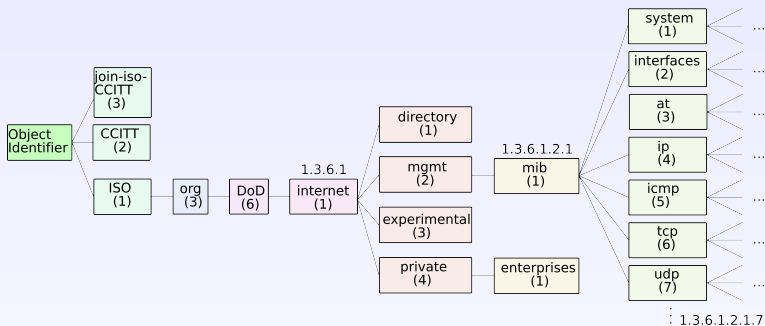 Object
Identifier
join-iso-
CCITT
(3)
CCITT
(2)
ISO
(1)
org
(3)
DoD
(6)
1.3.6.1
internet
(1)
directory
(1)
mgmt
(2)
experimental
(3)
private
(4)
1.3.6.1.2.1
mib
(1)
enterprises
(1)
system
(1)
...
interfaces
(2)
...
at
(3)
...
ip
(4)
...
icmp
(5)
...
tcp
(6)
...
udp
(7)
...
1.3.6.1.2.1.7